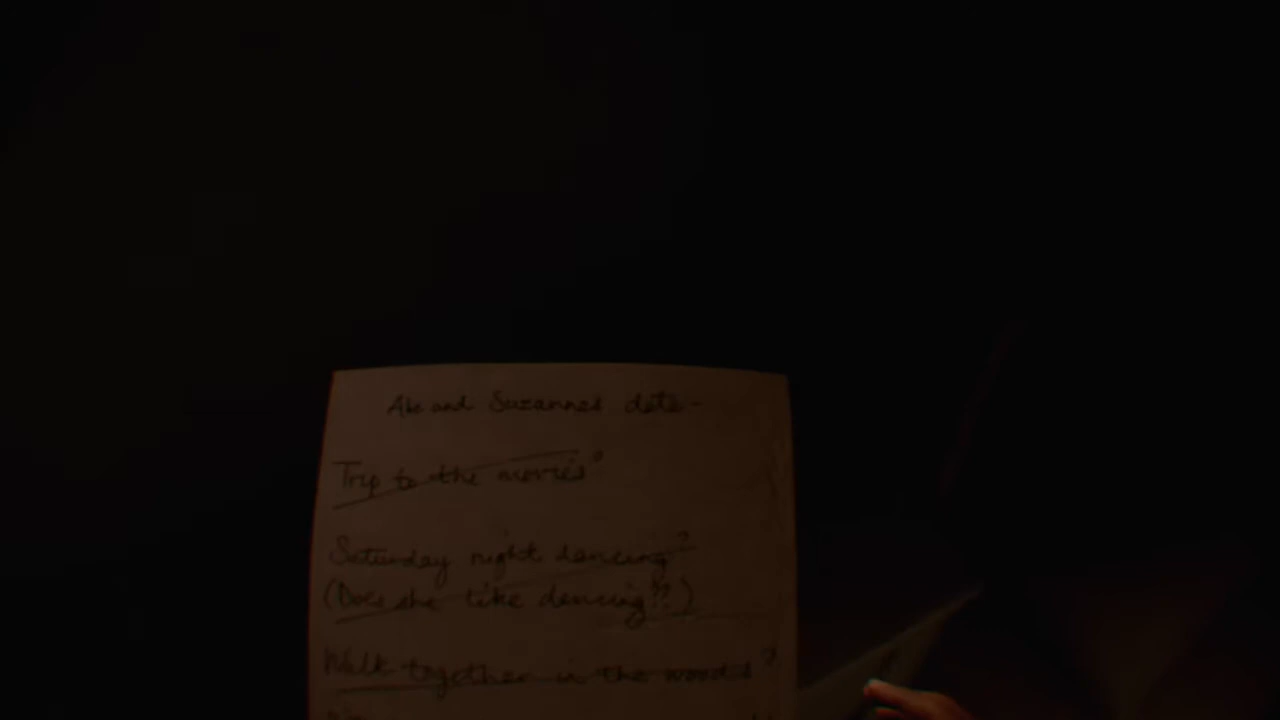 Abe and Suzannes date-
Trip to the movies?
Saturday night dancing?
(Does she like dancing!?)
Walk together in the woods?